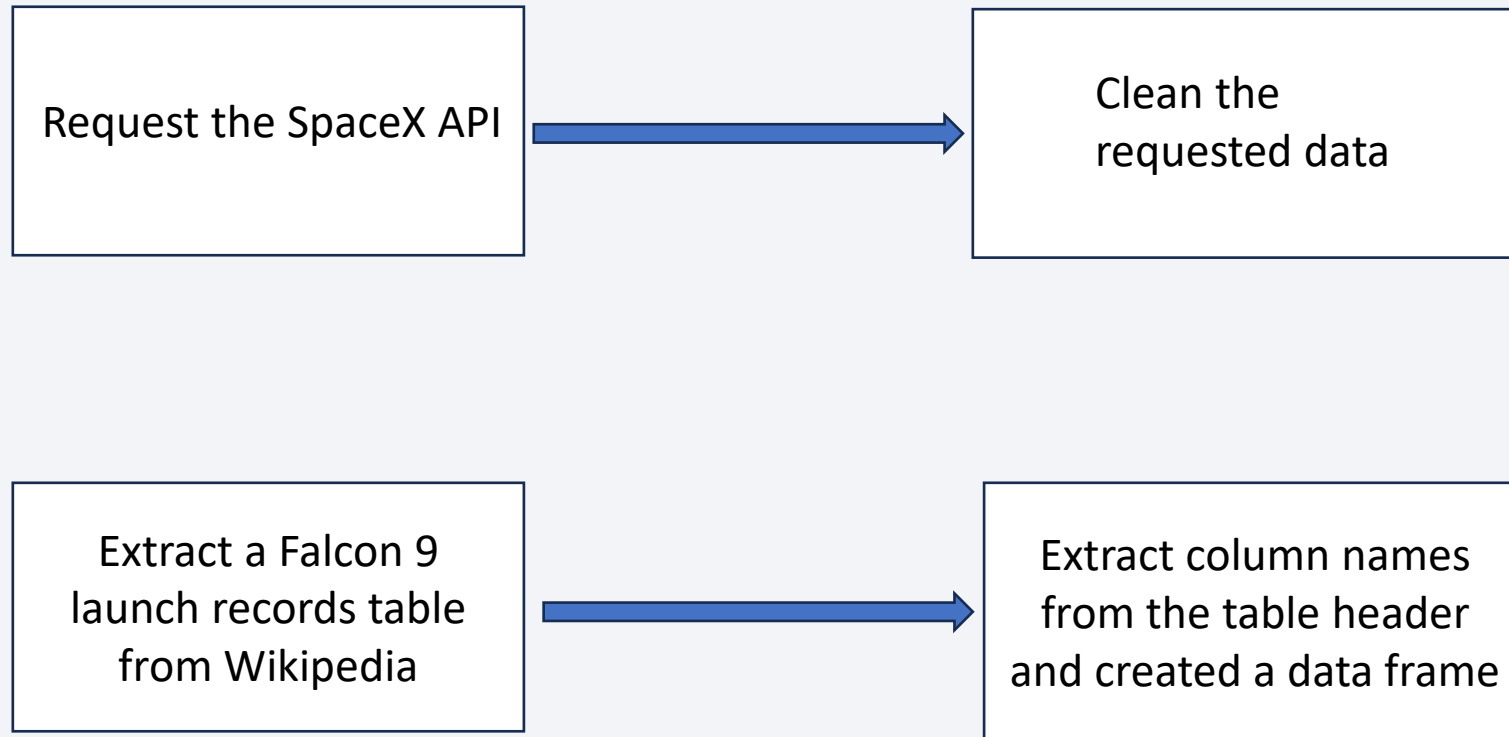 Request the SpaceX API
Clean the
requested data
Extract a Falcon 9
launch records table
from Wikipedia
Extract column names
from the table header
and created a data frame